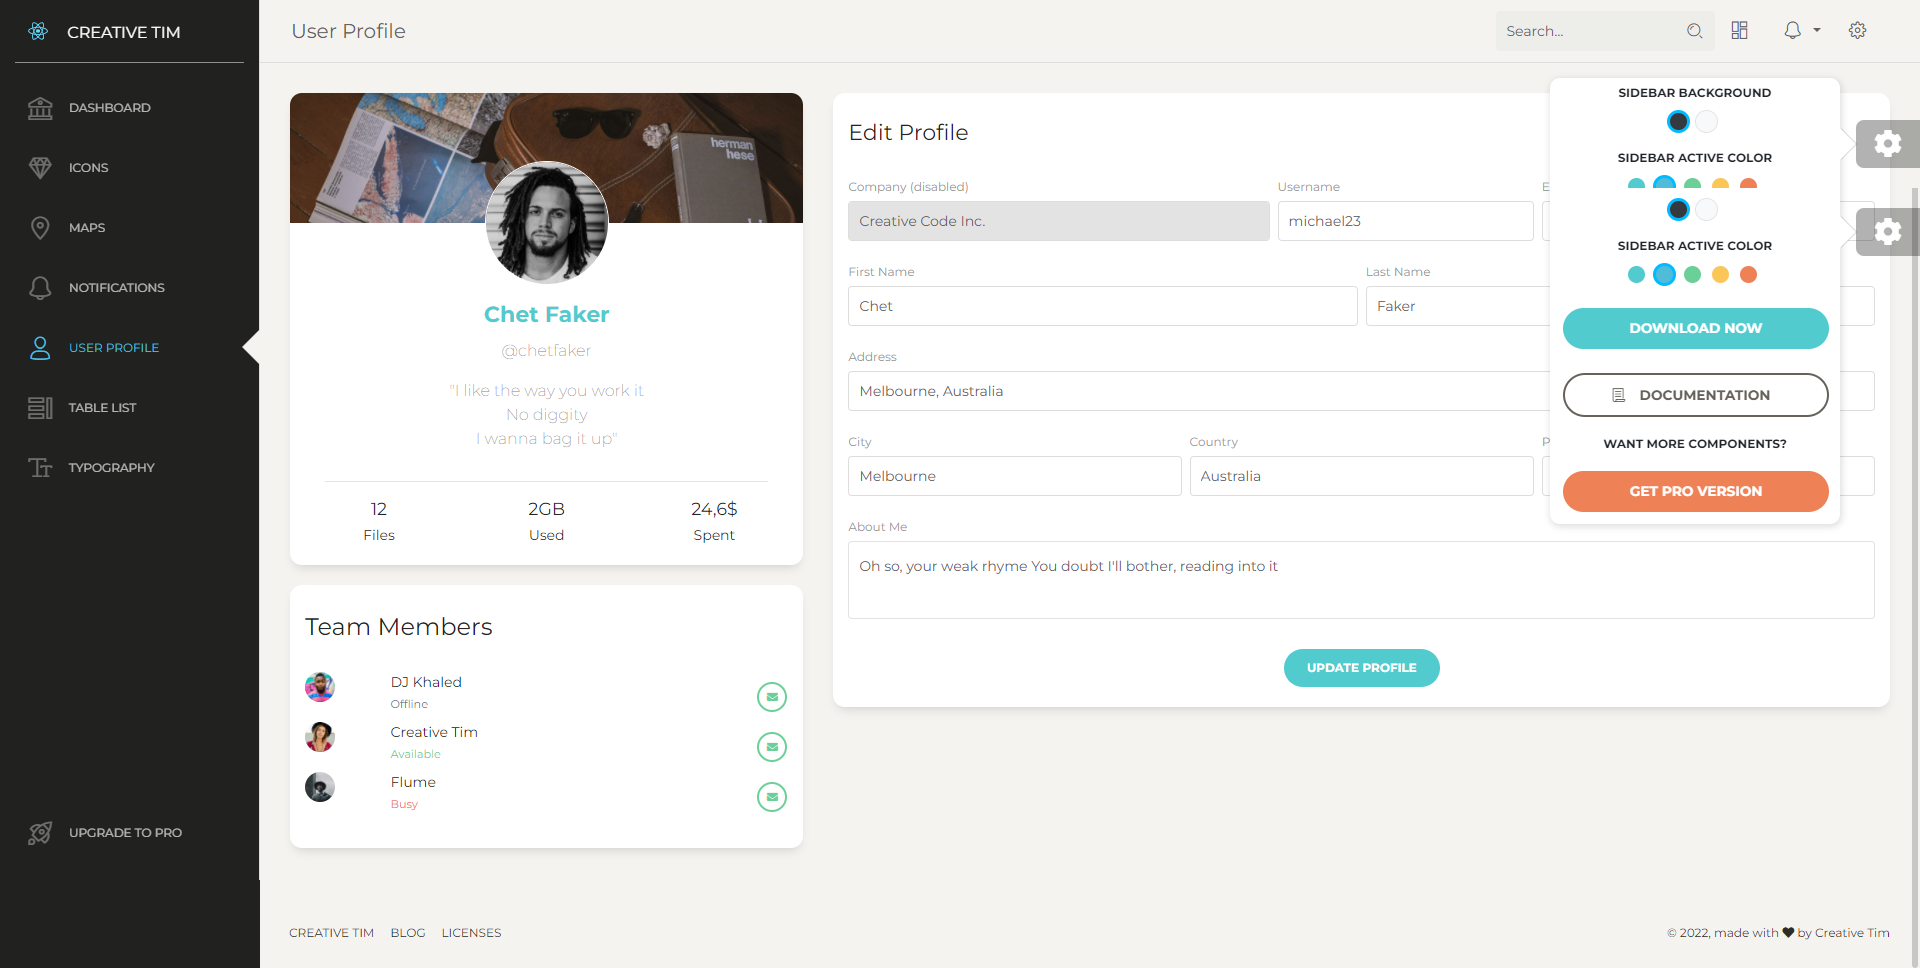 CREATIVE TIM
DASHBOARD
ICONS
MAPS
NOTIFICATIONS
USER PROFILE
TABLE LIST
TYPOGRAPHY
UPGRADE TO PRO
User Profile
Search...
herman
hese
Chet Faker
@chetfaker
"I like the way you work it
No diggity
I wanna bag it up"
12
Files
2GB
Used
24,6$
Spent
Team Members
DJ Khaled
Offline
Creative Tim
Available
Flume
Busy
Edit Profile
Company (disabled)
Creative Code Inc.
Username
michael23
E
First Name
Chet
Last Name
Faker
Address
Melbourne, Australia
City
Melbourne
Country
Australia
P
About Me
Oh so, your weak rhyme You doubt I'll bother, reading into it
UPDATE PROFILE
SIDEBAR BACKGROUND
SIDEBAR ACTIVE COLOR
SIDEBAR ACTIVE COLOR
DOWNLOAD NOW
DOCUMENTATION
WANT MORE COMPONENTS?
GET PRO VERSION
CREATIVE TIM BLOG LICENSES
© 2022, made with ♥ by Creative Tim